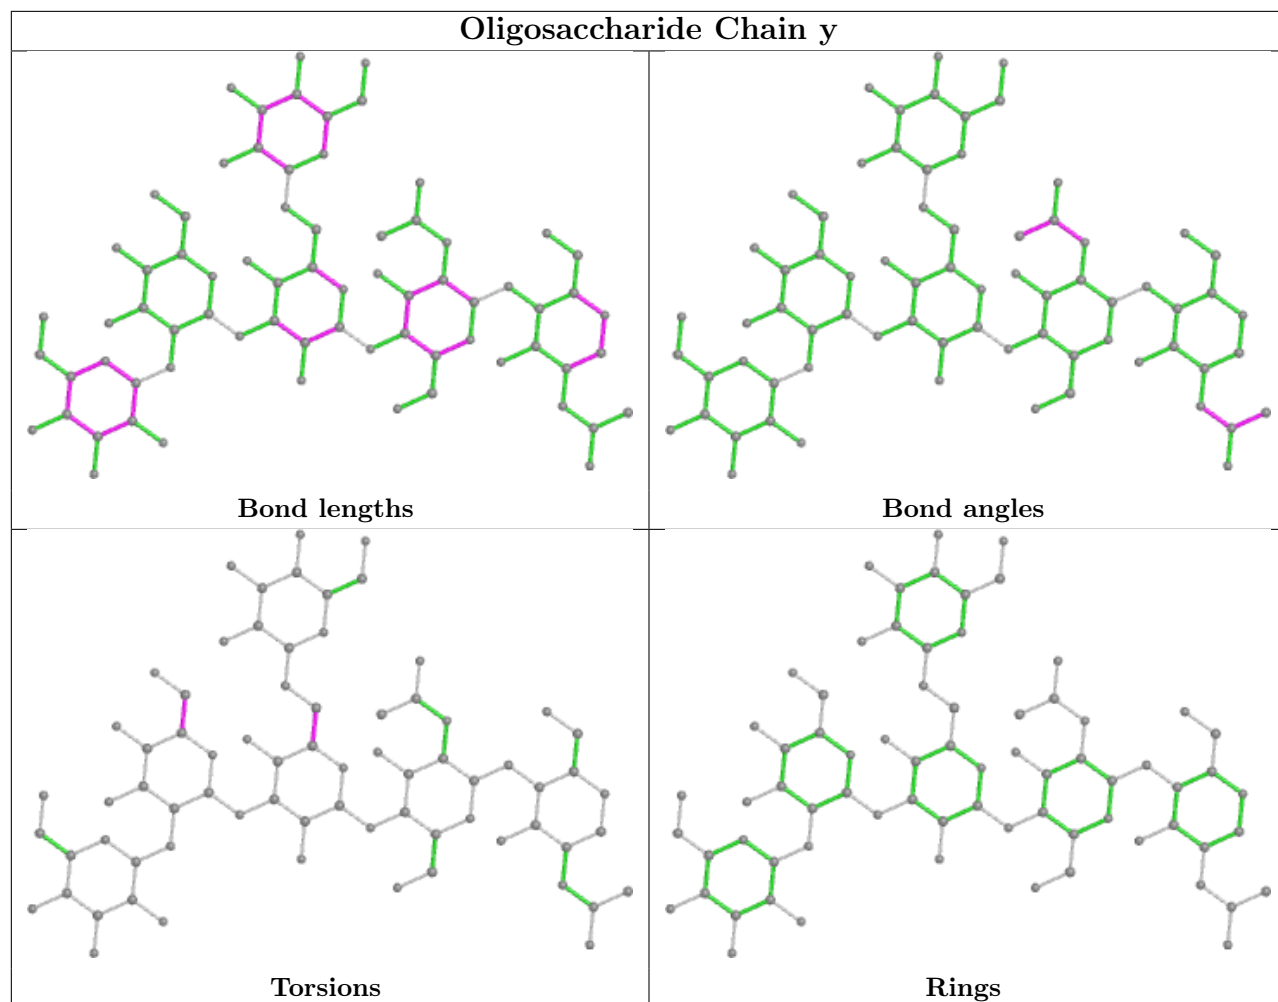 Oligosaccharide Chain y
Bond lengths
Bond angles
Torsions
Rings